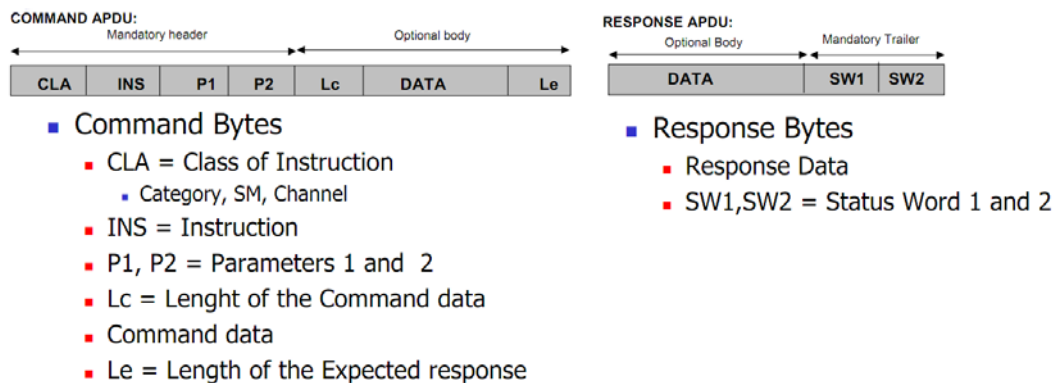 COMMAND APDU:
Mandatory header
Optional body
CLA INS P1 P2 Lc DATA Le
Command Bytes
CLA = Class of Instruction
Category, SM, Channel
INS = Instruction
P1, P2 = Parameters 1 and 2
Lc = Lenght of the Command data
Command data
Le = Length of the Expected response
RESPONSE APDU:
Optional Body
Mandatory Trailer
DATA SW1 SW2
Response Bytes
Response Data
SW1,SW2 = Status Word 1 and 2